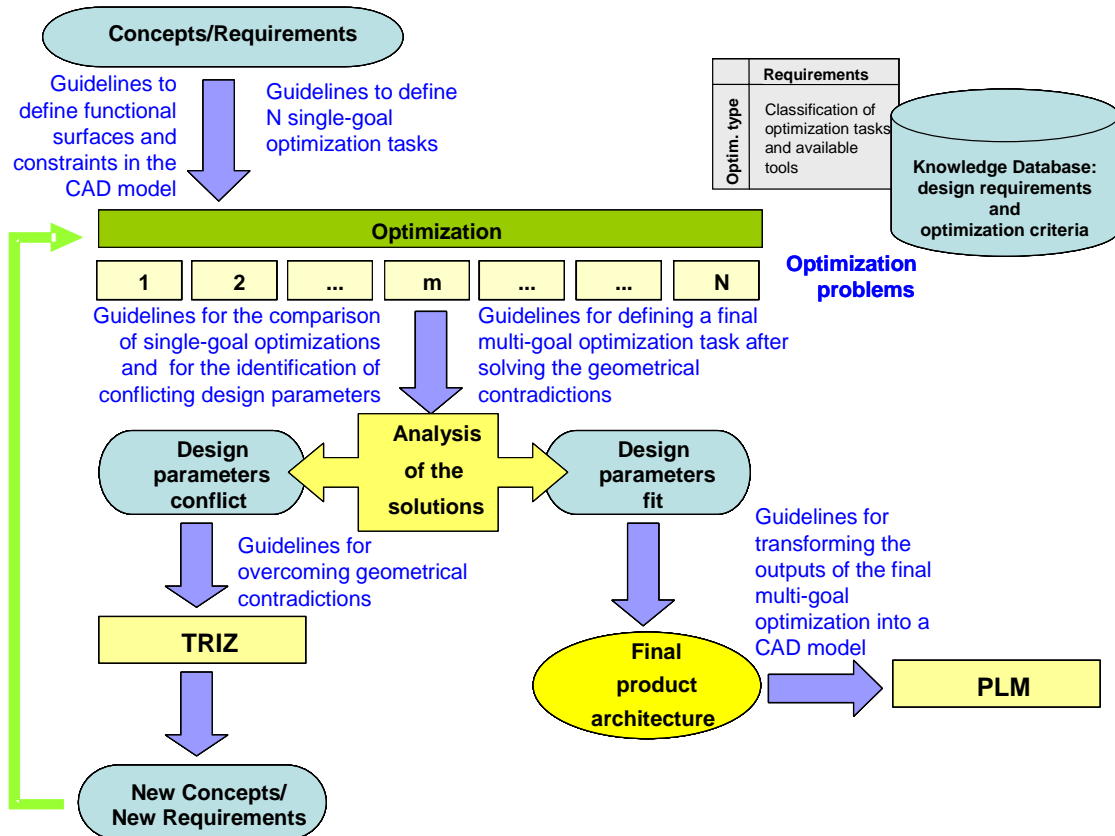 Concepts/Requirements
Guidelines to
define functional
surfaces and
constraints in the
CAD model
Guidelines to define
N single-goal
optimization tasks
Requirements
Optim. type
Classification of
optimization tasks
and available
tools
Knowledge Database:
design requirements
and
optimization criteria
Optimization
1
2
...
m
...
...
N
Optimization
problems
Guidelines for the comparison
of single-goal optimizations
and for the identification of
conflicting design parameters
Guidelines for defining a final
multi-goal optimization task after
solving the geometrical
contradictions
Design
parameters
conflict
Analysis
of the
solutions
Design
parameters
fit
Guidelines for
overcoming geometrical
contradictions
Guidelines for
transforming the
outputs of the final
multi-goal
optimization into a
CAD model
TRIZ
Final
product
architecture
PLM
New Concepts/
New Requirements